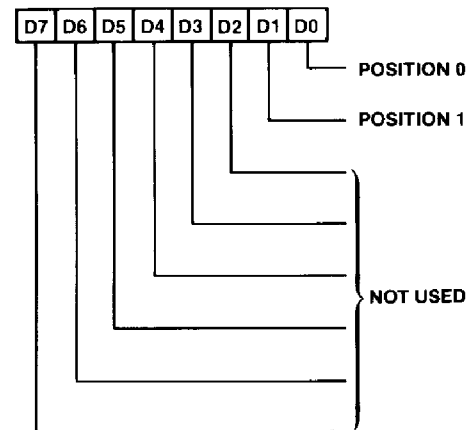 D7 D6 D5 D4 D3 D2 D1 D0
POSITION 0
POSITION 1
NOT USED